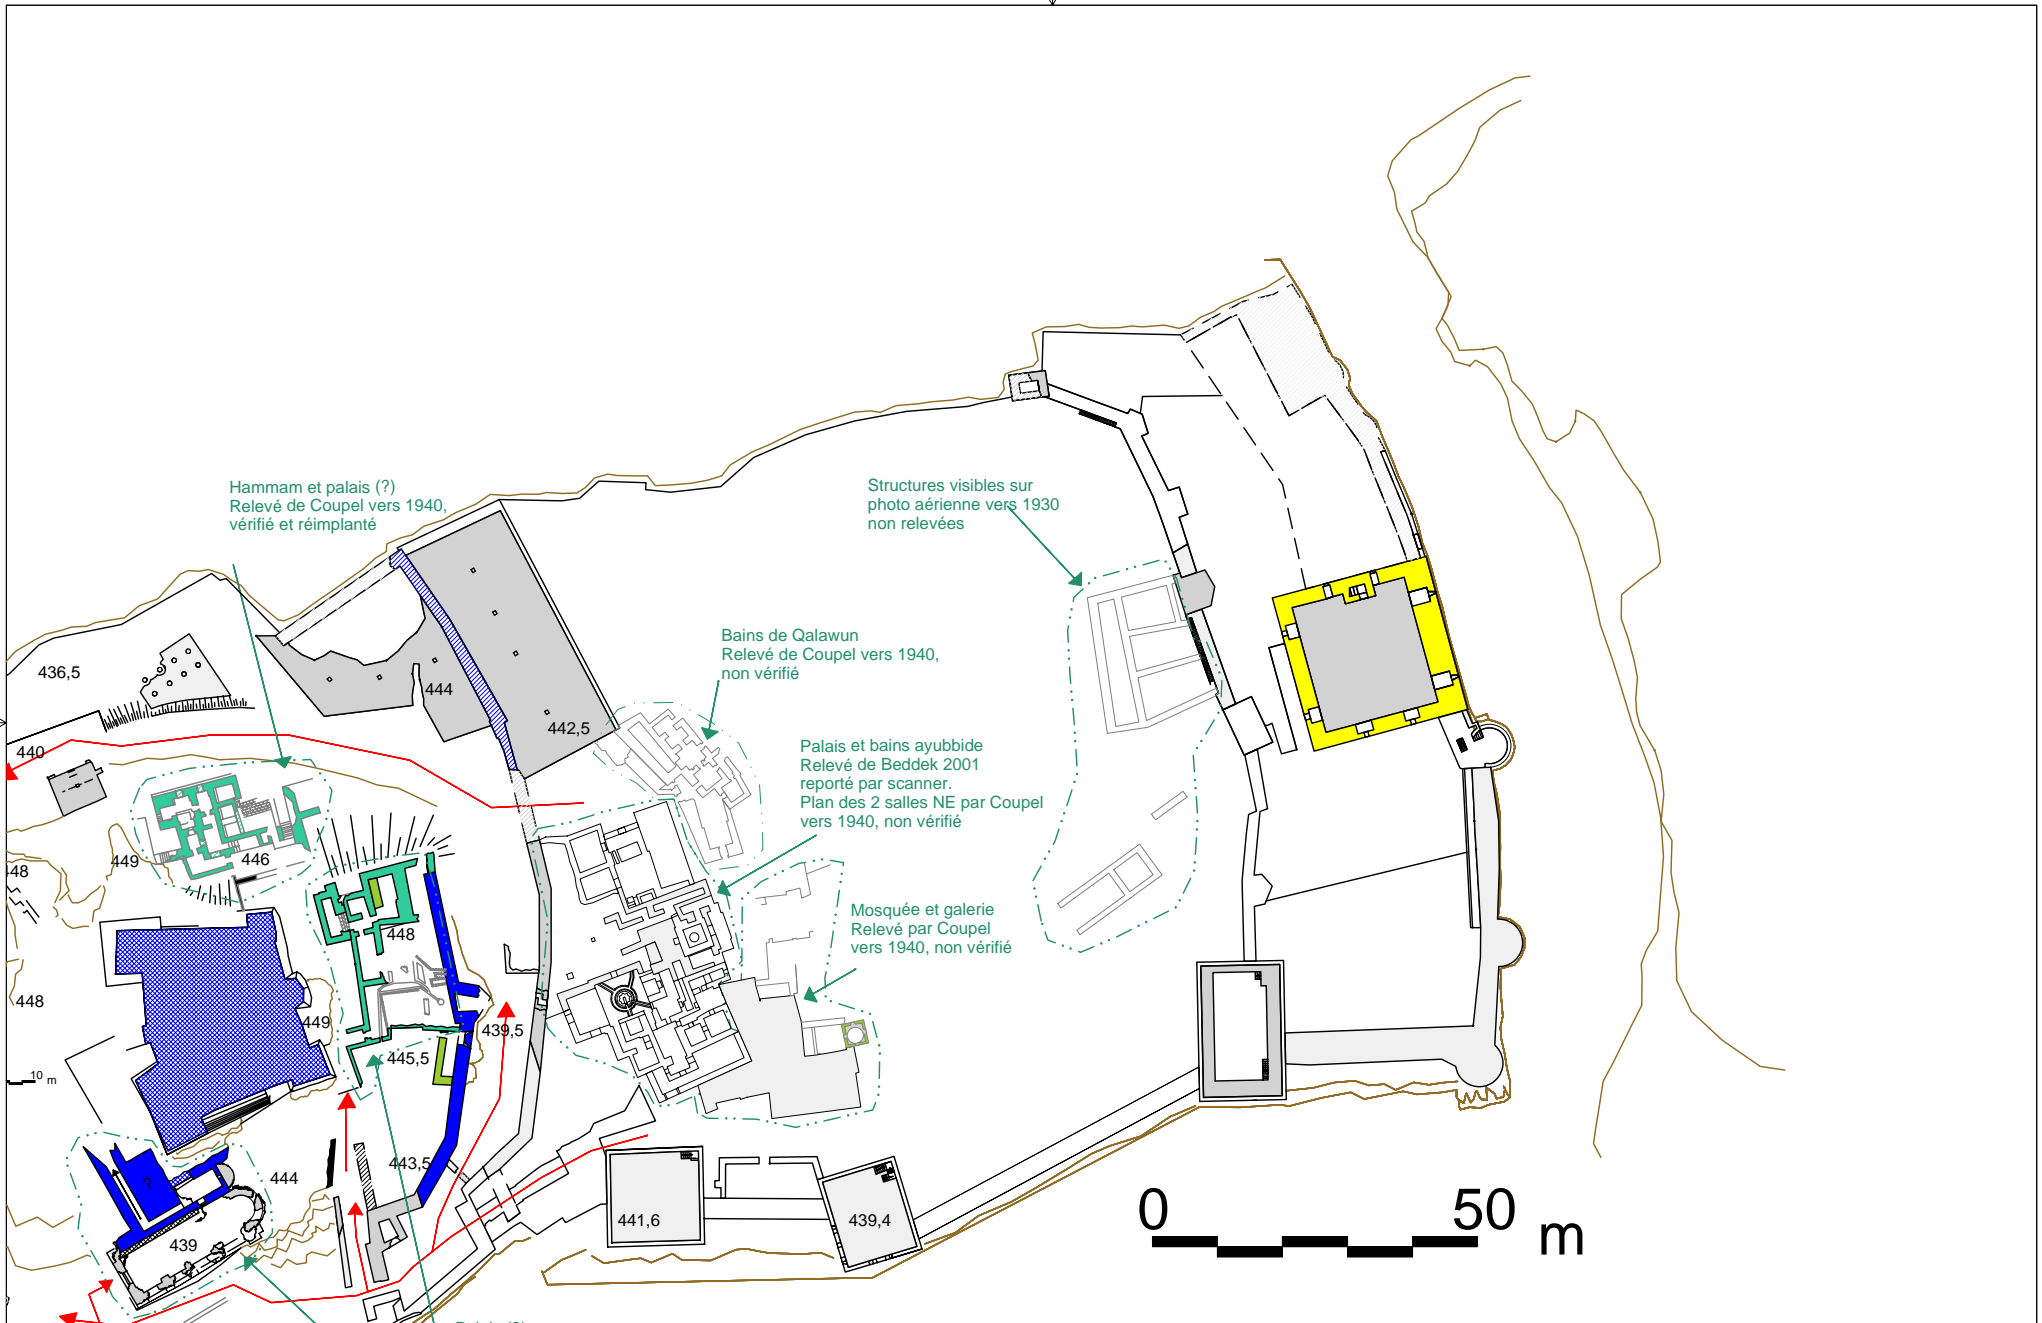 Hammam et palais (?)
Relevé de Coupel vers 1940,
vérifié et réimplanté
Structures visibles sur
photo aérienne vers 1930
non relevées
Bains de Qalawun
Relevé de Coupel vers 1940,
non vérifié
Palais et bains ayubbide
Relevé de Beddek 2001
reporté par scanner.
Plan des 2 salles NE par Coupel
vers 1940, non vérifié
Mosquée et galerie
Relevé par Coupel
vers 1940, non vérifié
436,5
444
442,5
440
449
446
448
448
448
449
439,5
445,5
10 m
443,5
444
?
439
441,6
439,4
0 50 m